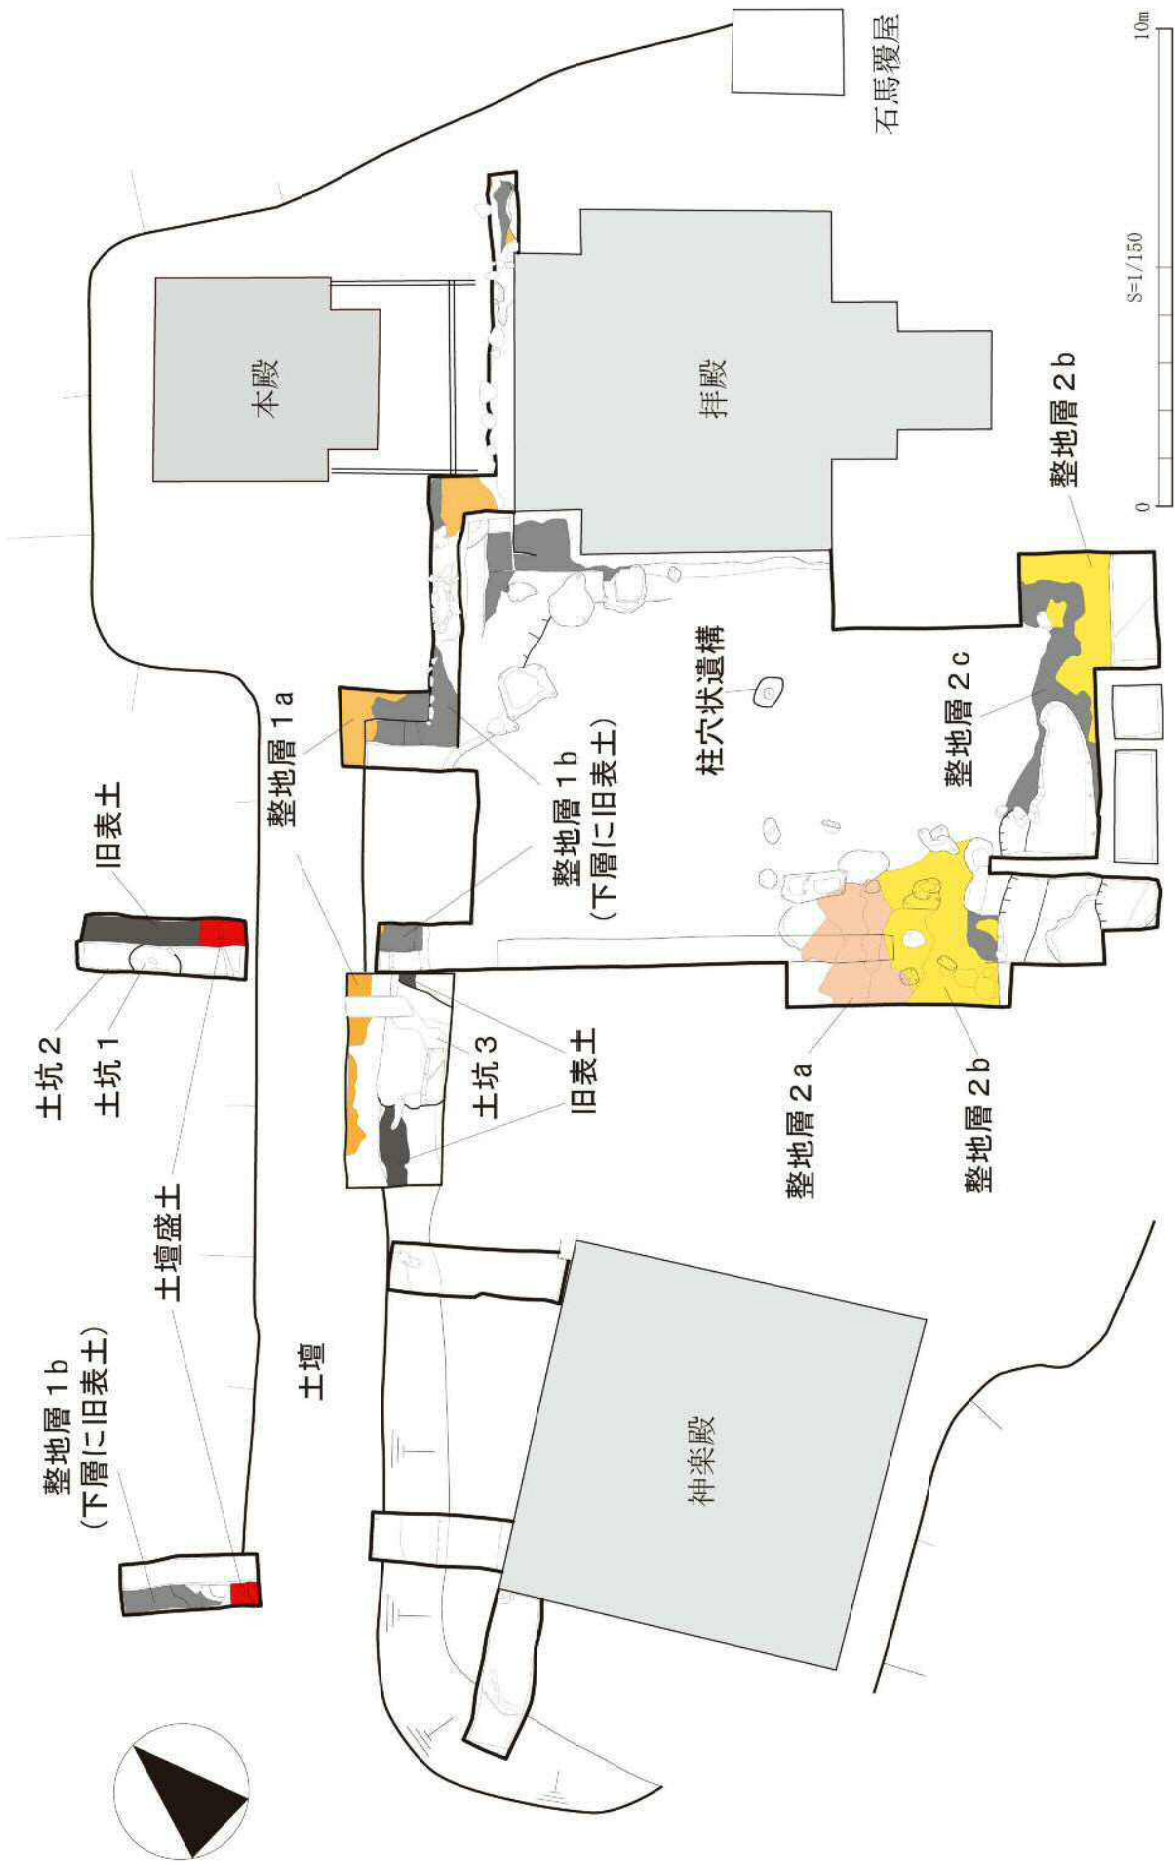 整地層１b
(下層に旧表土)
土壇盛土
土坑２
土坑１
旧表土
本殿
土壇
整地層１a
土坑３
旧表土
整地層１b
(下層に旧表土)
拝殿
石馬覆屋
神楽殿
柱穴状遺構
整地層２a
整地層２b
整地層２c
整地層２b
0
S=1/150
10m